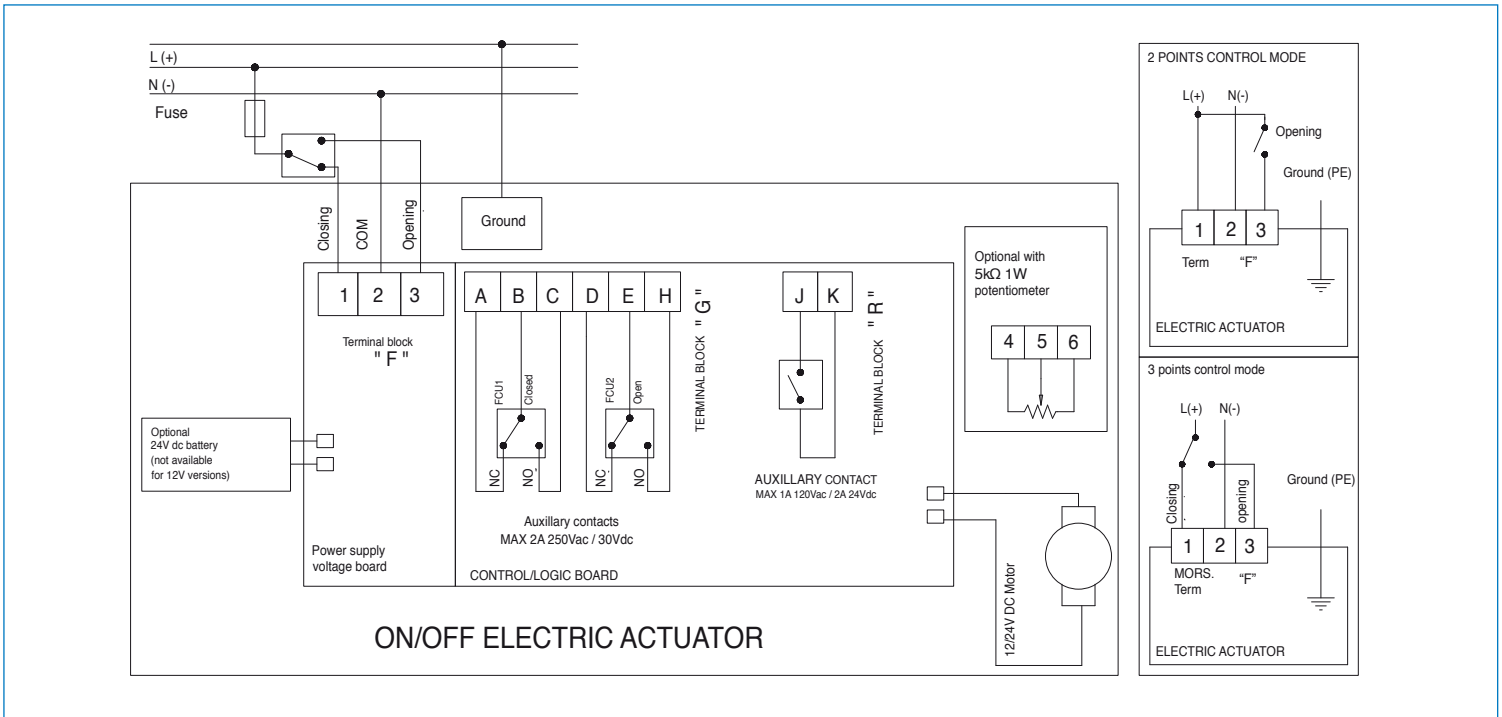 L (+)
N (-)
Fuse
Closing
COM
Opening
Ground
1 2 3
Terminal block
" F "
A B C D E H
TERMINAL BLOCK " G "
FCU1
Closed
FCU2
Open
NC
NO
NC
NO
Auxillary contacts
MAX 2A 250Vac / 30Vdc
J K
TERMINAL BLOCK " R "
AUXILLARY CONTACT
MAX 1A 120Vac / 2A 24Vdc
Optional with
5kΩ 1W
potentiometer
4 5 6
Optional
24V dc battery
(not available
for 12V versions)
Power supply
voltage board
CONTROL/LOGIC BOARD
12/24V DC Motor
ON/OFF ELECTRIC ACTUATOR
2 POINTS CONTROL MODE
L(+) N(-)
Opening
Ground (PE)
1 2 3
Term "F"
ELECTRIC ACTUATOR
3 points control mode
L(+) N(-)
Ground (PE)
Closing
opening
1 2 3
MORS.
Term "F"
ELECTRIC ACTUATOR